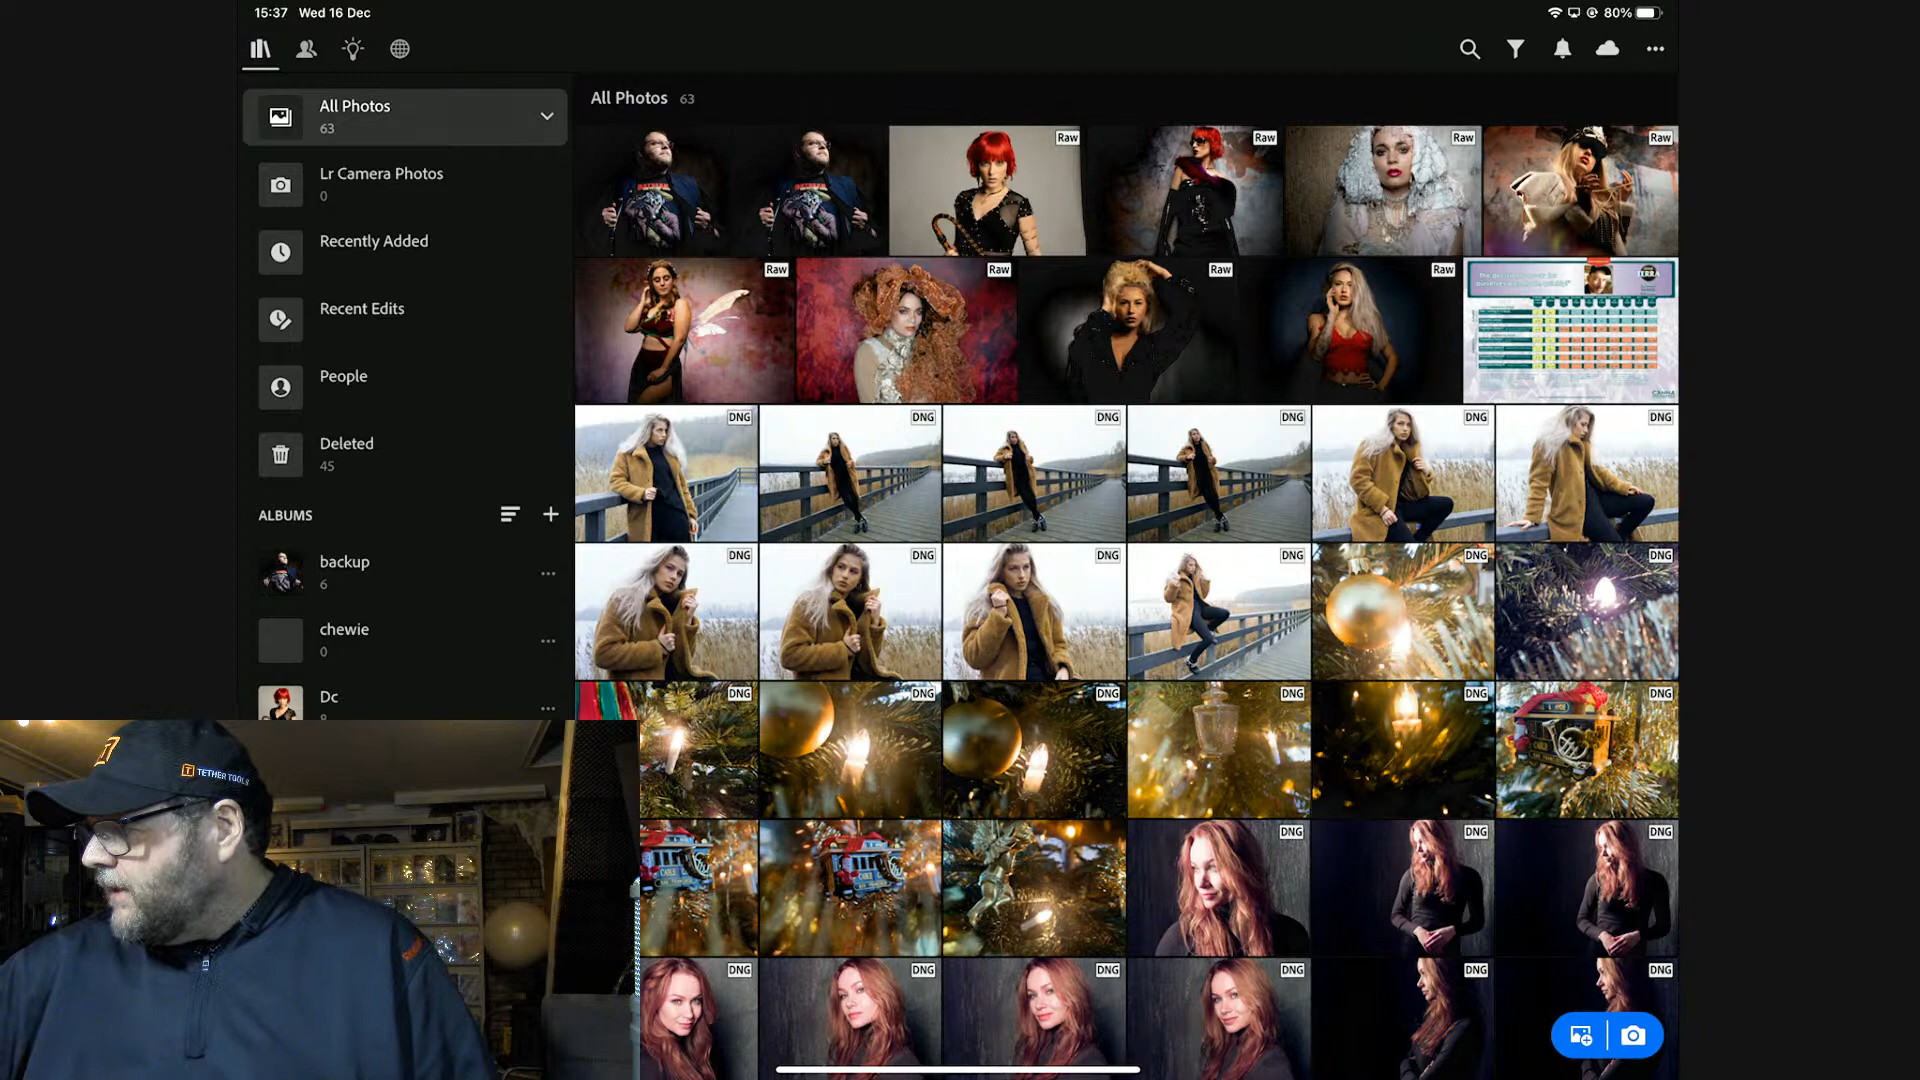 15:37 Wed 16 Dec
80%
All Photos
63
Lr Camera Photos
0
Recently Added
Recent Edits
People
Deleted
45
ALBUMS
backup
6
chewie
0
Dc
All Photos 63
Raw Raw Raw Raw
Raw Raw Raw Raw
TERRA
DNG DNG DNG DNG DNG DNG
DNG DNG DNG DNG DNG DNG
DNG DNG DNG DNG DNG DNG
DNG DNG DNG
DNG DNG DNG DNG DNG DNG
TETHER TOOLS